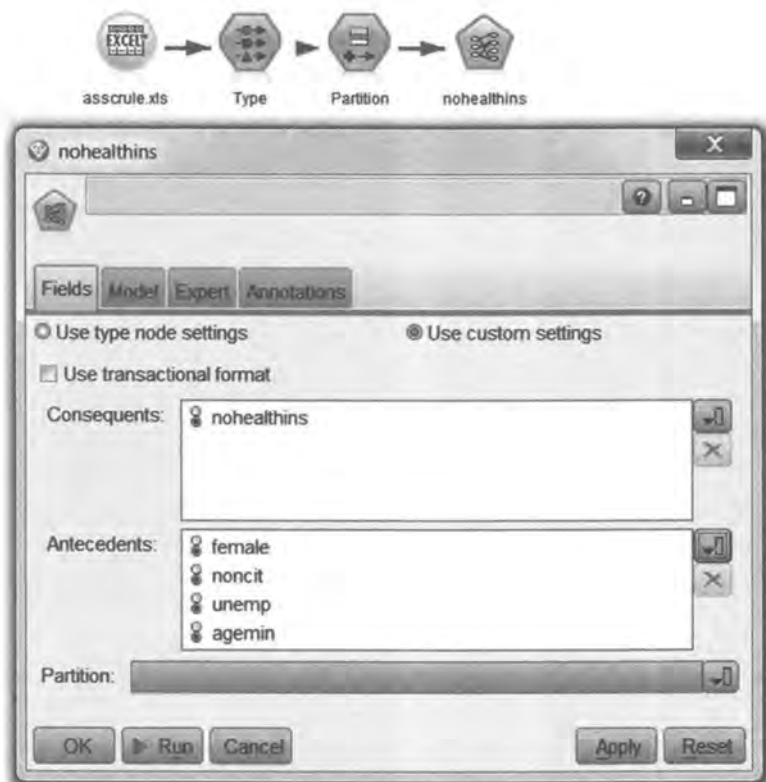 EXCEL
asscrule.xls Type Partition nohealthins
nohealthins
X
?
Fields Model Expert Annotations
Use type node settings Use custom settings
Use transactional format
Consequents: nohealthins
Antecedents: female
noncit
unemp
agemin
Partition:
OK Run Cancel Apply Reset